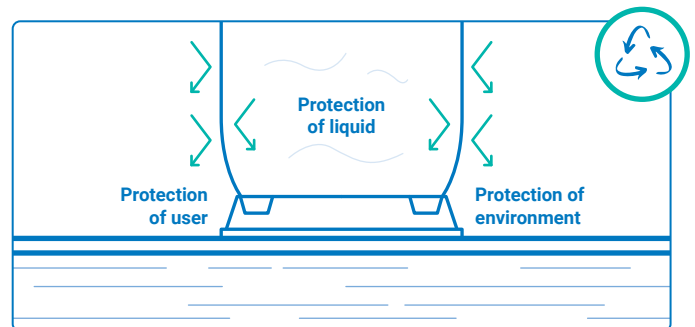 Protection
of liquid
Protection
of user
Protection of
environment